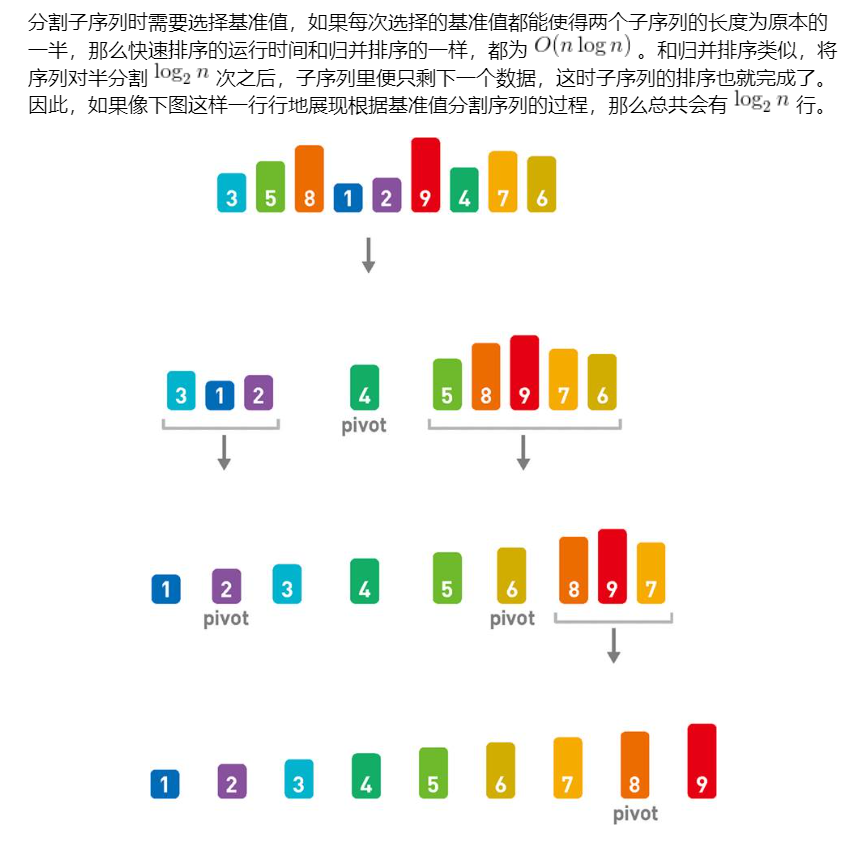 分割子序列时需要选择基准值，如果每次选择的基准值都能使得两个子序列的长度为原本的
一半，那么快速排序的运行时间和归并排序的一样，都为 O(n log n) 。和归并排序类似，将
序列对半分割 log₂ n 次之后，子序列里便只剩下一个数据，这时子序列的排序也就完成了。
因此，如果像下图这样一行行地展现根据基准值分割序列的过程，那么总共会有 log₂ n 行。
3 5 8 1 2 9 4 7 6
3 1 2 4 5 8 9 7 6
pivot
1 2 3 4 5 6 8 9 7
pivot pivot
1 2 3 4 5 6 7 8 9
pivot